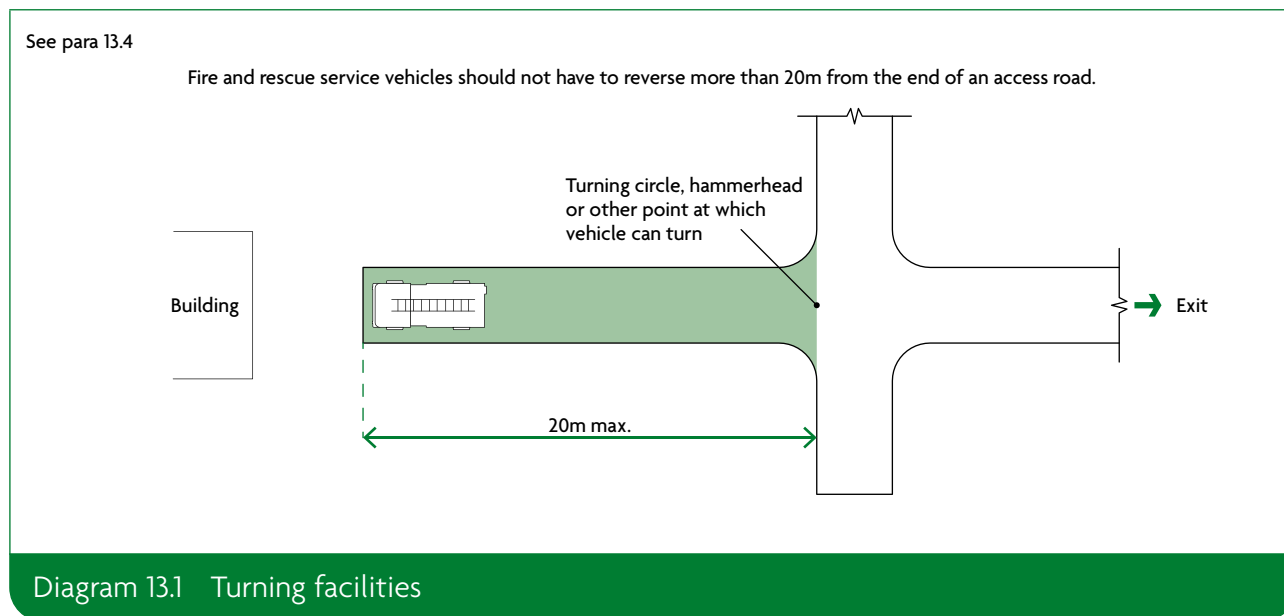 See para 13.4
Fire and rescue service vehicles should not have to reverse more than 20m from the end of an access road.
Turning circle, hammerhead
or other point at which
vehicle can turn
Building
Exit
20m max.
Diagram 13.1 Turning facilities